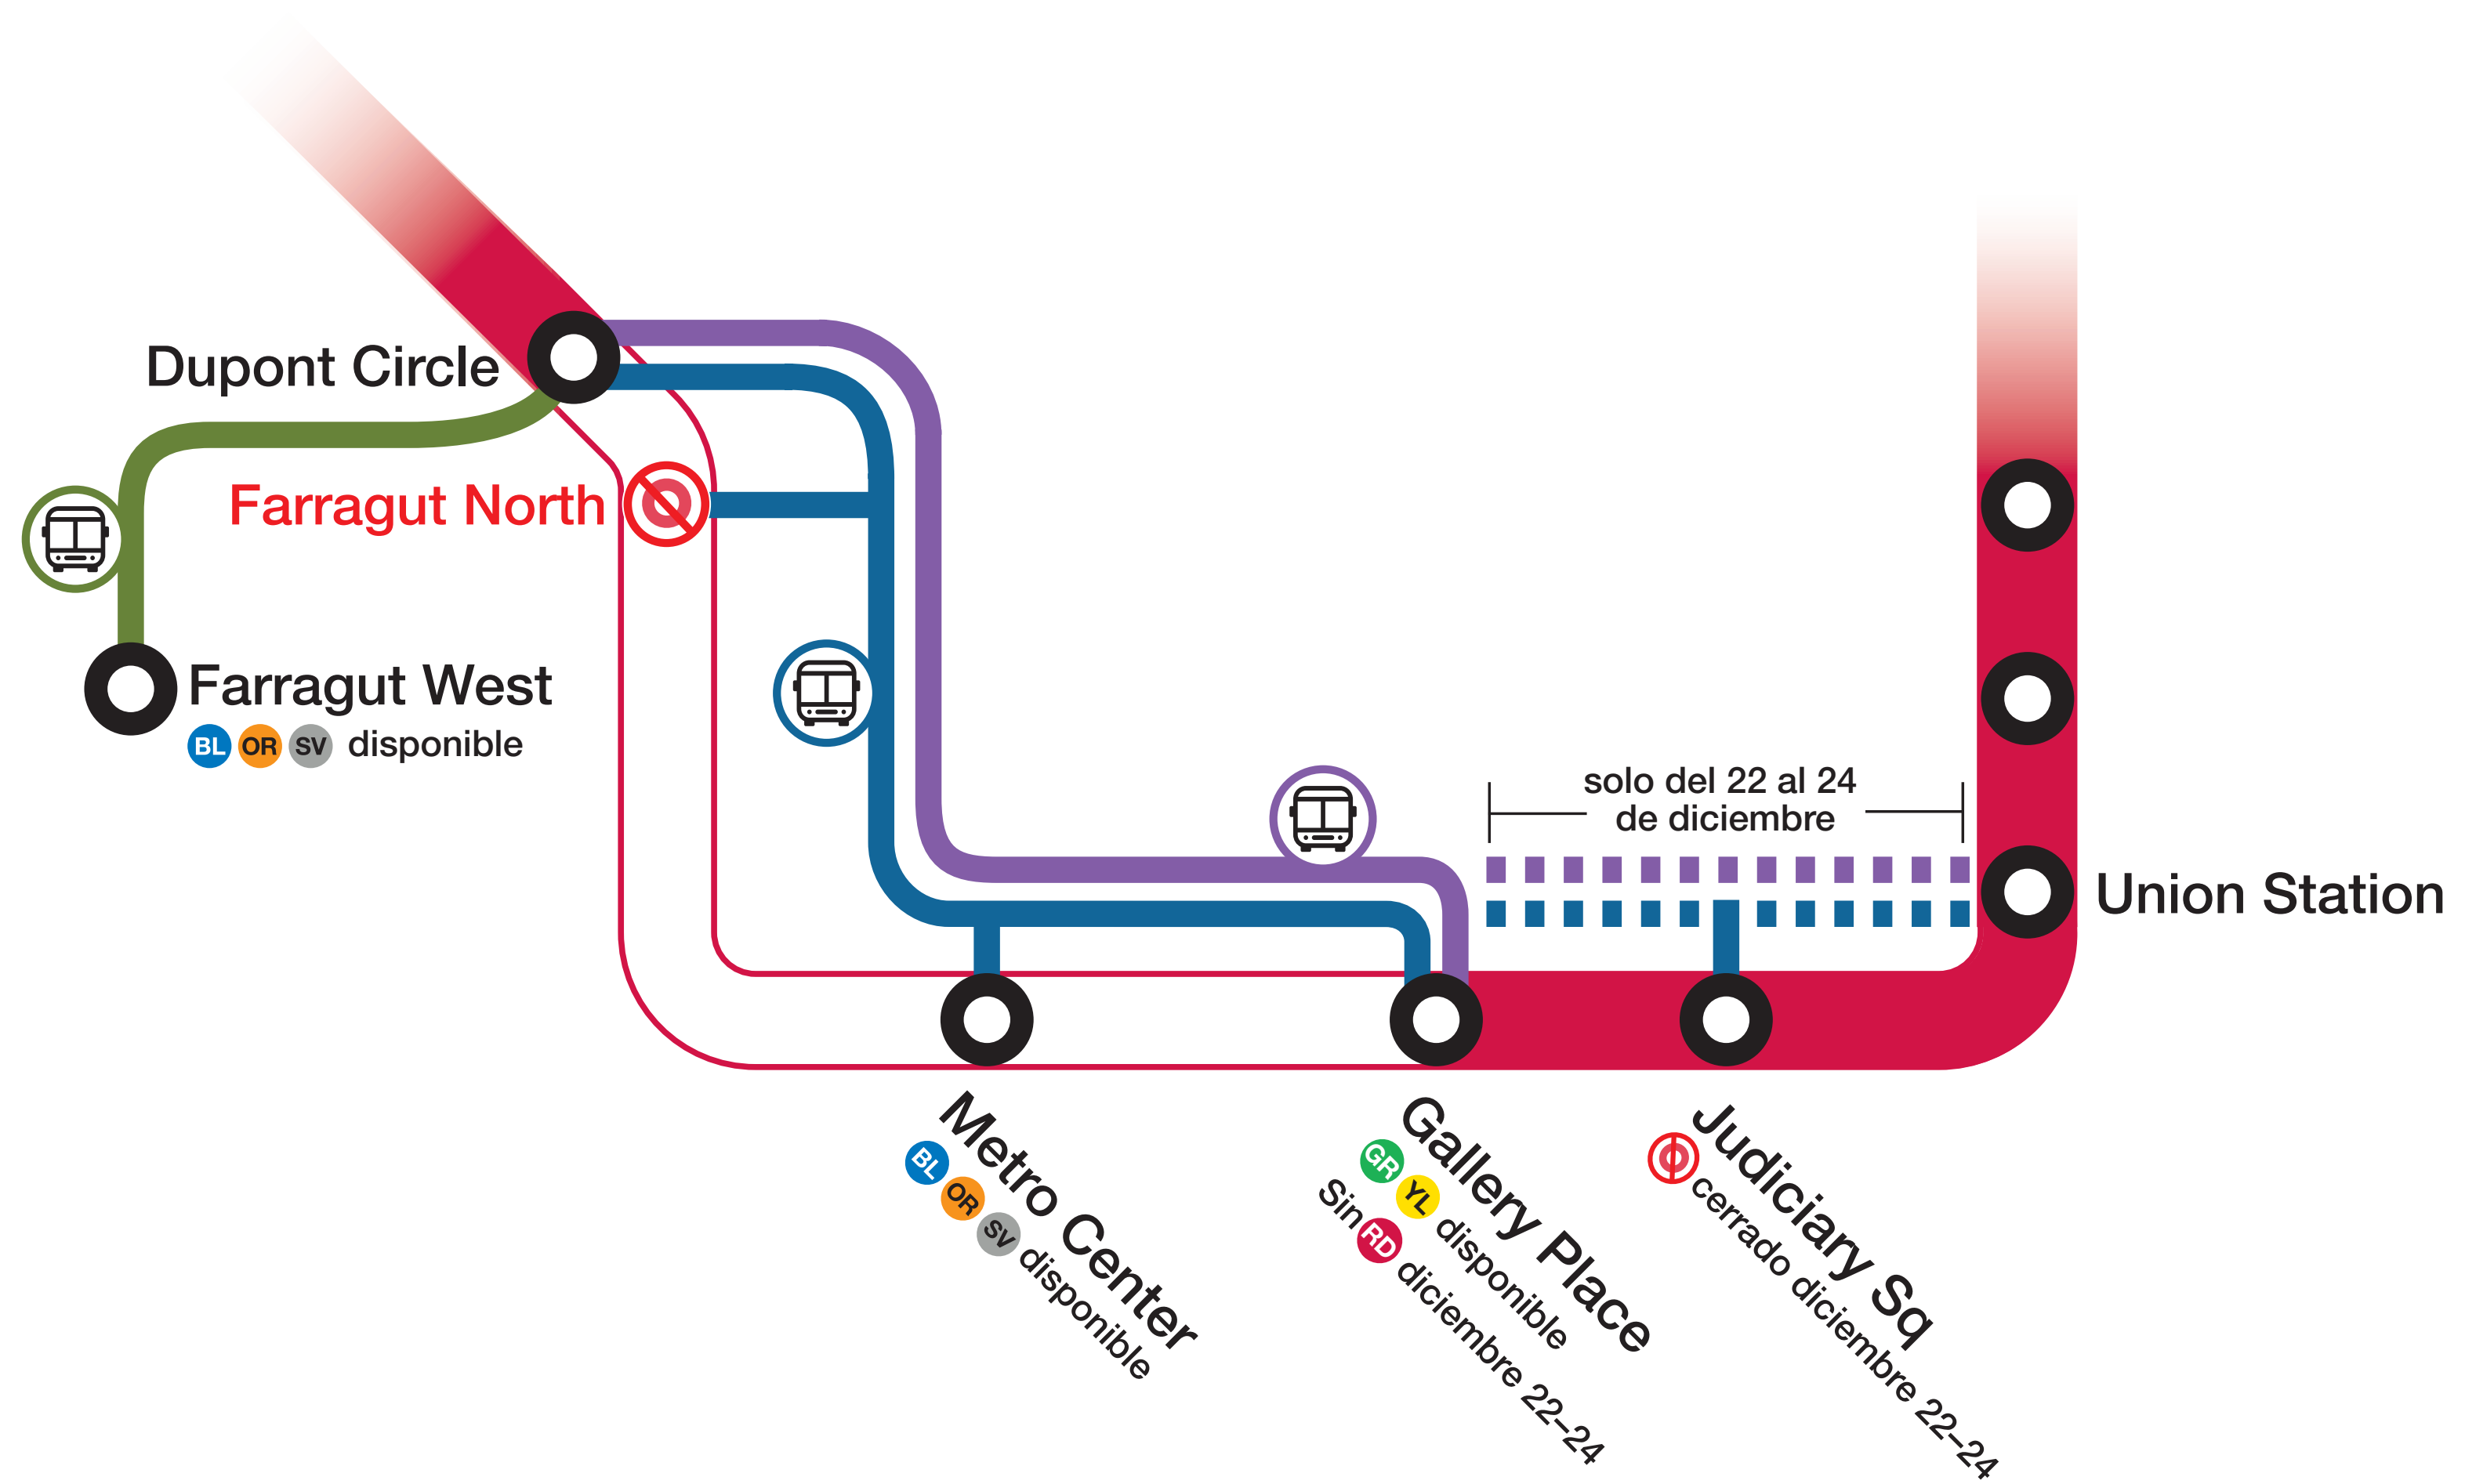 Dupont Circle
Farragut North
Farragut West
BL OR SV disponible
solo del 22 al 24
de diciembre
Union Station
Metro Center
BL OR SV disponible
Gallery Place
GR YL disponible
Sin RD diciembre 22–24
Judiciary Sq
cerrado diciembre 22–24